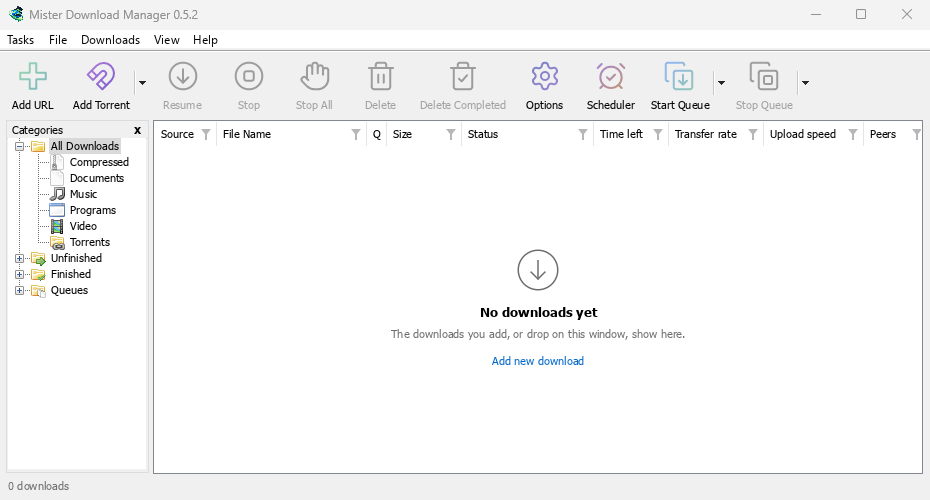 Mister Download Manager 0.5.2
Tasks File Downloads View Help
Add URL Add Torrent Resume Stop Stop All Delete Delete Completed Options Scheduler Start Queue Stop Queue
Categories x
Source File Name Q Size Status Time left Transfer rate Upload speed Peers
All Downloads
Compressed
Documents
Music
Programs
Video
Torrents
Unfinished
Finished
Queues
No downloads yet
The downloads you add, or drop on this window, show here.
Add new download
0 downloads